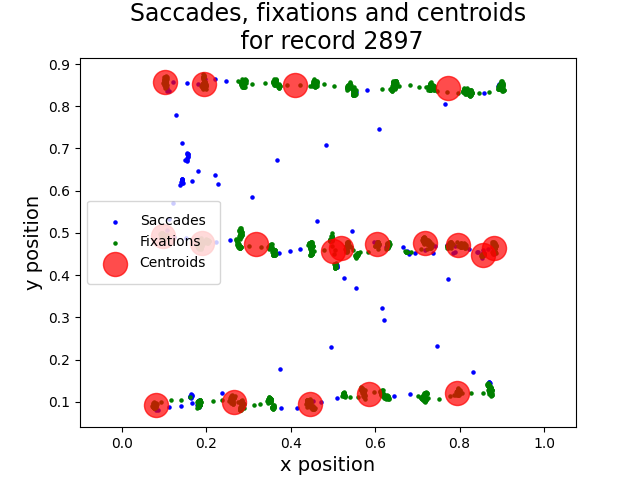 Saccades, fixations and centroids
for record 2897
0.9
0.8
0.7
0.6
0.5
0.4
0.3
0.2
0.1
y position
Saccades
Fixations
Centroids
0.0 0.2 0.4 0.6 0.8 1.0
x position